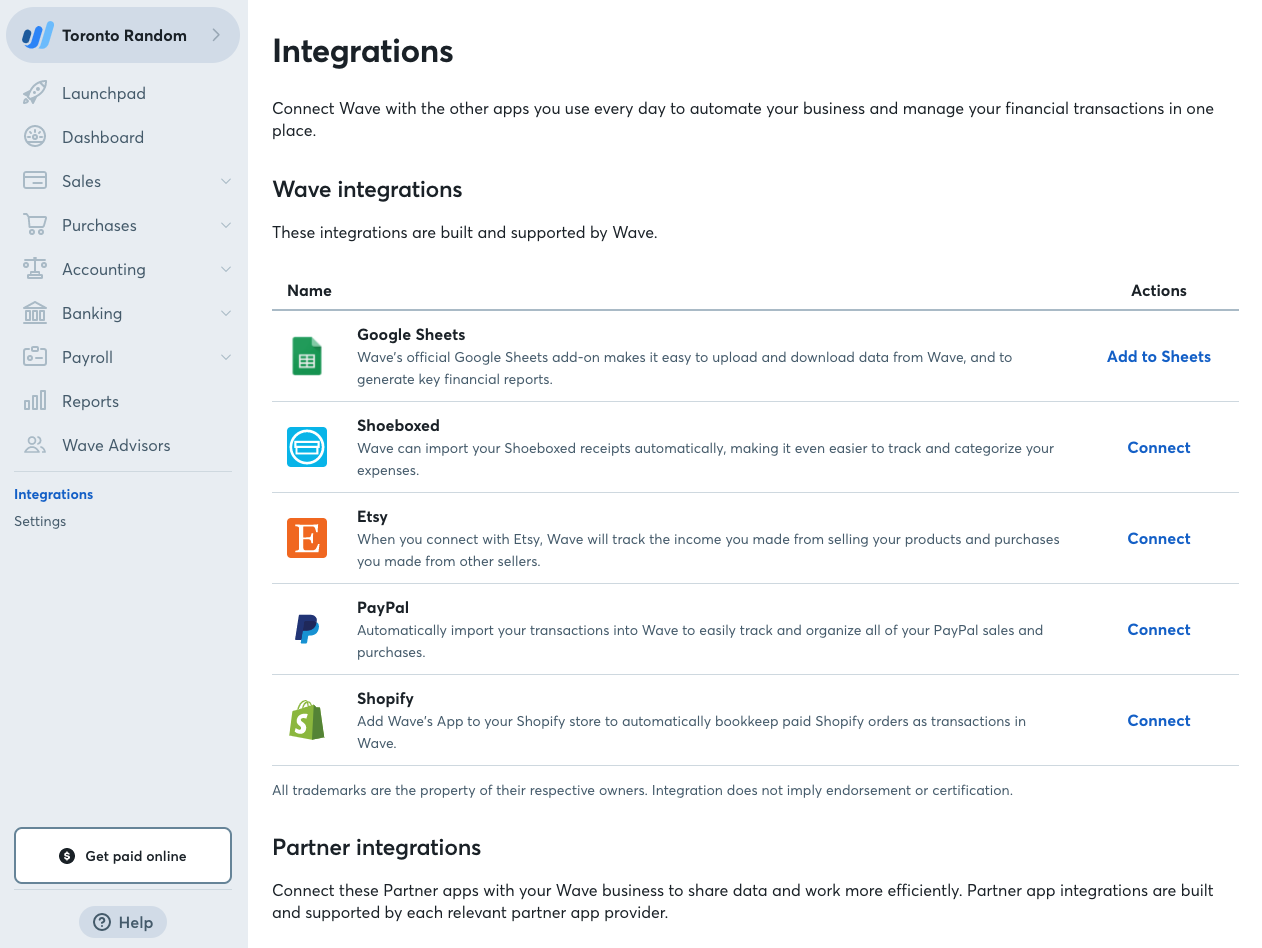 Toronto Random
Launchpad
Dashboard
Sales
Purchases
Accounting
Banking
Payroll
Reports
Wave Advisors
Integrations
Settings
Get paid online
Help
Integrations
Connect Wave with the other apps you use every day to automate your business and manage your financial transactions in one
place.
Wave integrations
These integrations are built and supported by Wave.
Name
Actions
Google Sheets
Wave's official Google Sheets add-on makes it easy to upload and download data from Wave, and to
generate key financial reports.
Add to Sheets
Shoeboxed
Wave can import your Shoeboxed receipts automatically, making it even easier to track and categorize your
expenses.
Connect
E
Etsy
When you connect with Etsy, Wave will track the income you made from selling your products and purchases
you made from other sellers.
Connect
PayPal
Automatically import your transactions into Wave to easily track and organize all of your PayPal sales and
purchases.
Connect
Shopify
Add Wave's App to your Shopify store to automatically bookkeep paid Shopify orders as transactions in
Wave.
Connect
All trademarks are the property of their respective owners. Integration does not imply endorsement or certification.
Partner integrations
Connect these Partner apps with your Wave business to share data and work more efficiently. Partner app integrations are built
and supported by each relevant partner app provider.